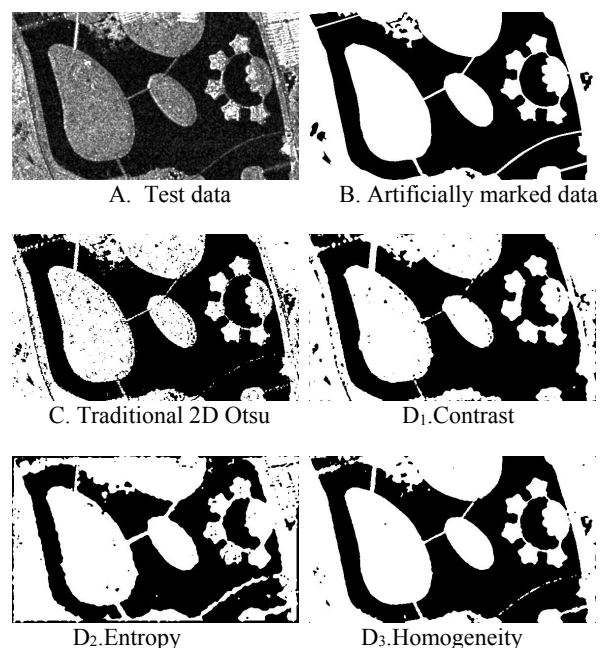 A. Test data
B. Artificially marked data
C. Traditional 2D Otsu
D₁.Contrast
D₂.Entropy
D₃.Homogeneity